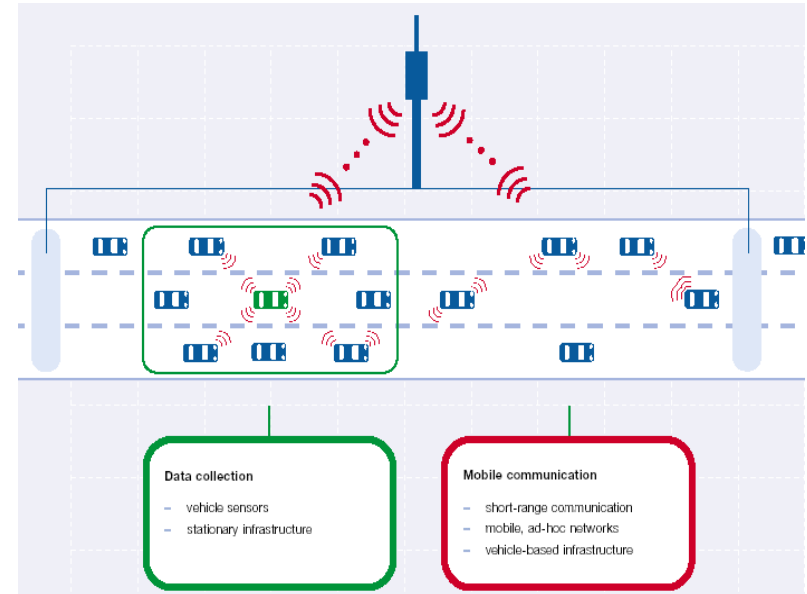 Data collection
– vehicle sensors
– stationary infrastructure
Mobile communication
– short-range communication
– mobile, ad-hoc networks
– vehicle-based infrastructure